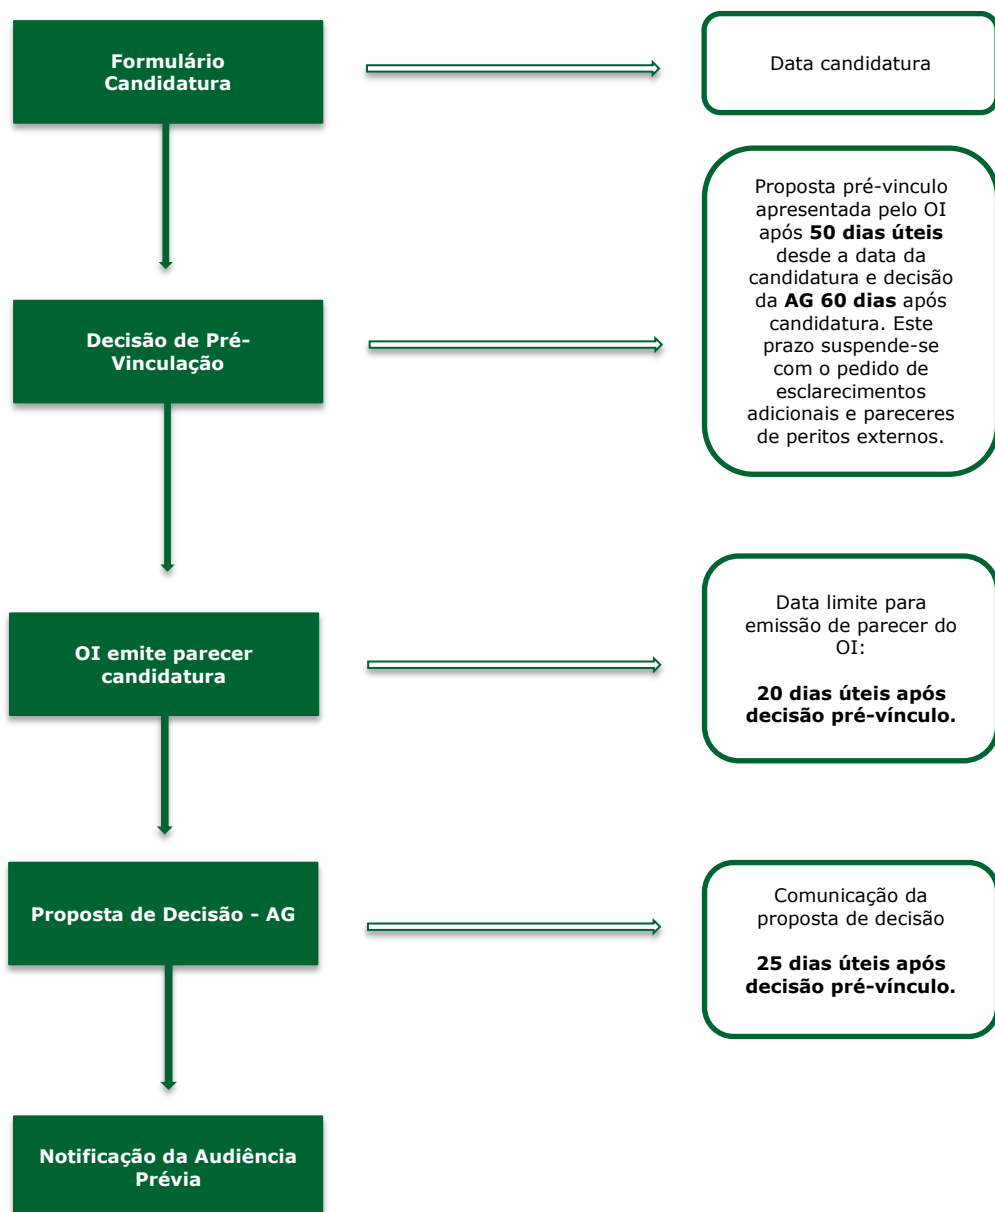 Formulário
Candidatura
Data candidatura
Proposta pré-vinculo
apresentada pelo OI
após 50 dias úteis
desde a data da
candidatura e decisão
da AG 60 dias após
candidatura. Este
prazo suspende-se
com o pedido de
esclarecimentos
adicionais e pareceres
de peritos externos.
Decisão de Pré-
Vinculação
Data limite para
emissão de parecer do
OI:
20 dias úteis após
decisão pré-vínculo.
OI emite parecer
candidatura
Comunicação da
proposta de decisão
25 dias úteis após
decisão pré-vínculo.
Proposta de Decisão - AG
Notificação da Audiência
Prévia